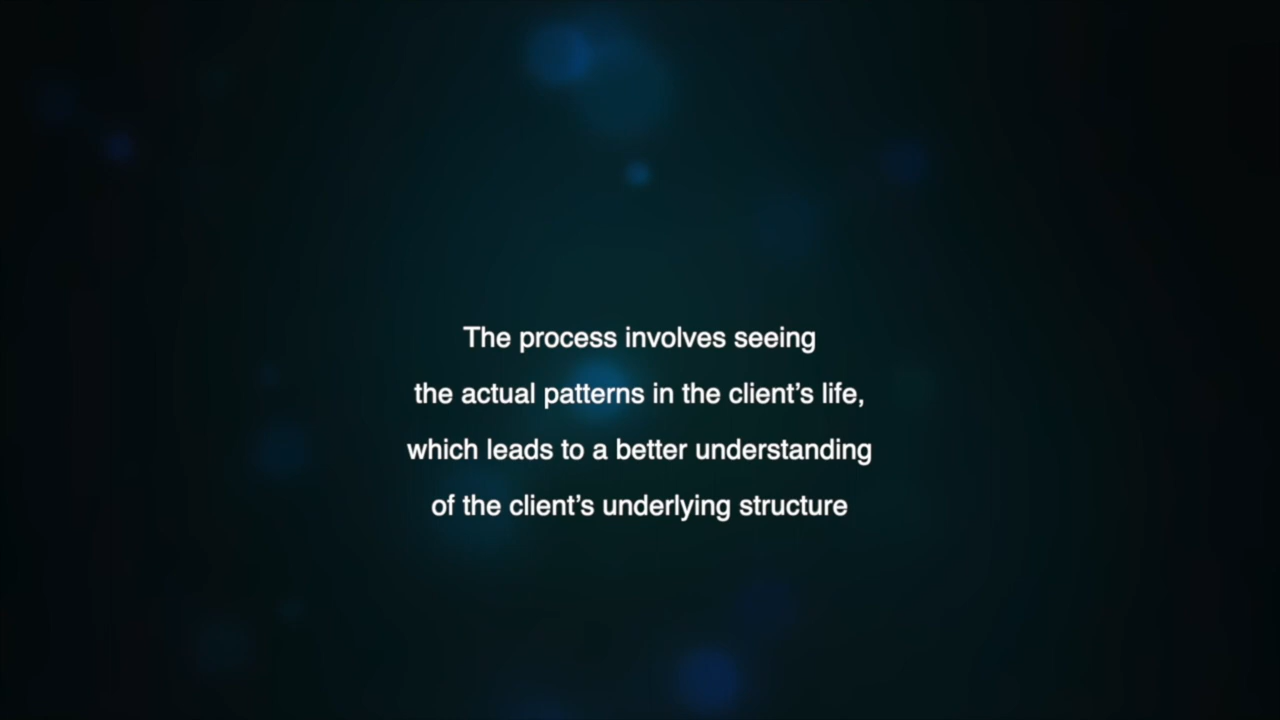 The process involves seeing
the actual patterns in the client’s life,
which leads to a better understanding
of the client’s underlying structure